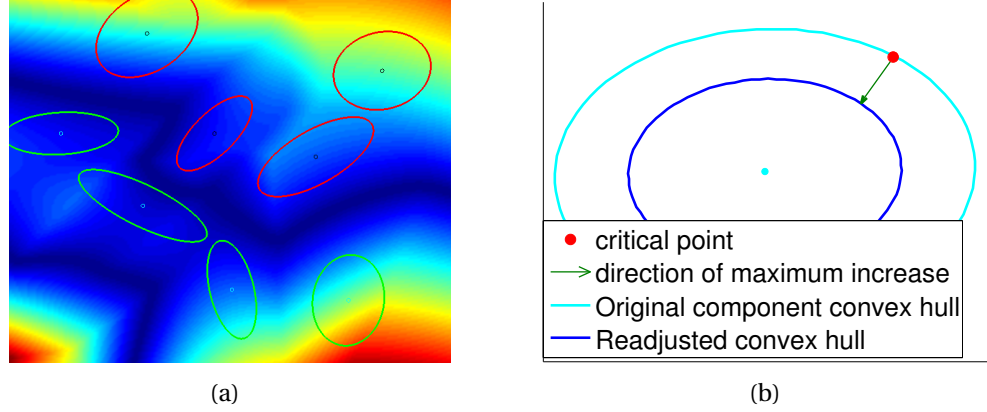 critical point
direction of maximum increase
Original component convex hull
Readjusted convex hull
(a)
(b)